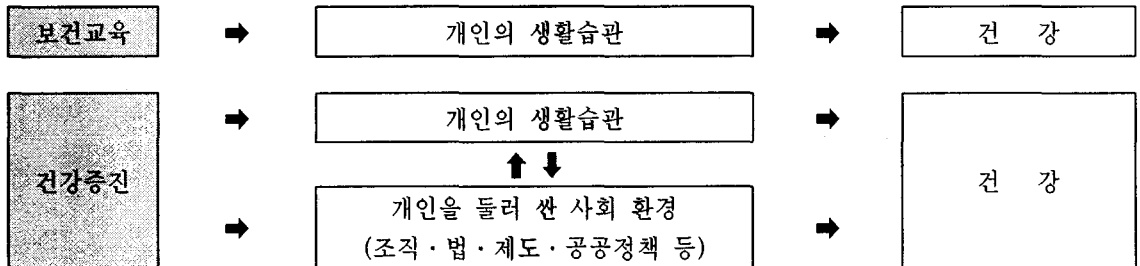 보건교육 ➡ 개인의 생활습관 ➡ 건 강
➡ 개인의 생활습관 ➡
⬆ ⬇
건강증진 건 강
➡ 개인을 둘러 싼 사회 환경 ➡
(조직 · 법 · 제도 · 공공정책 등)